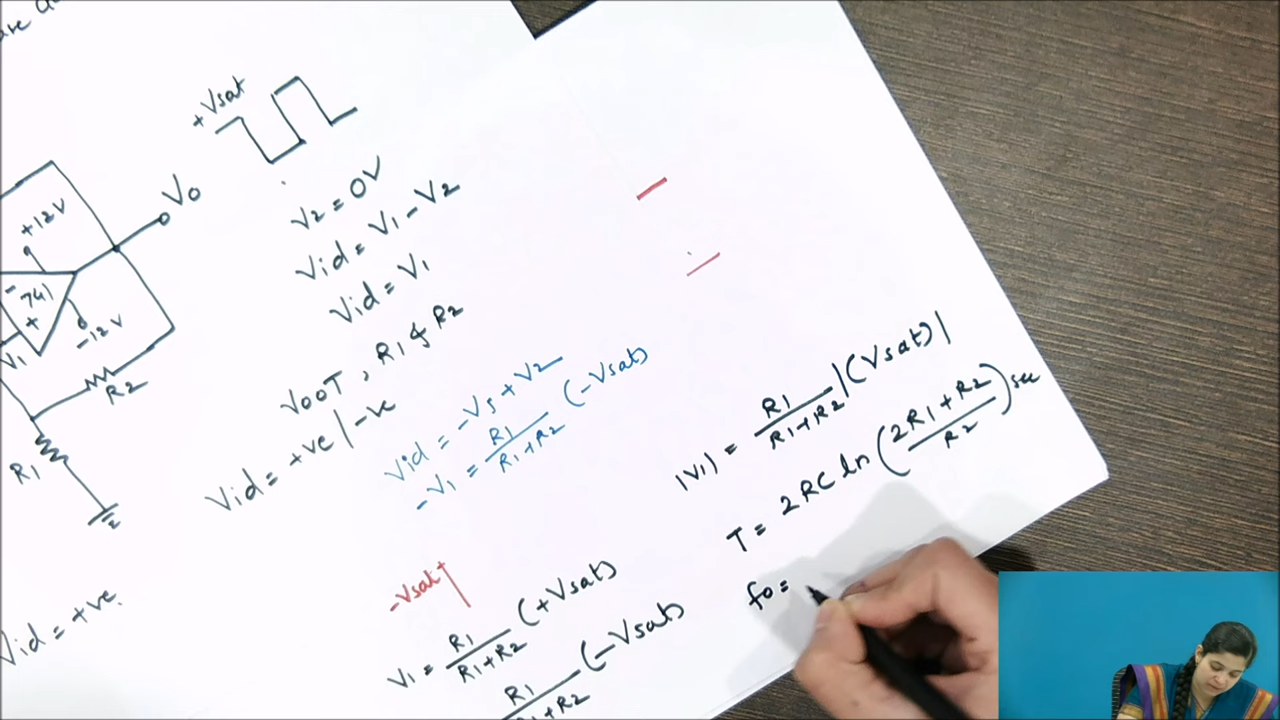 are
+Vsat
Vo
+12V
-
741
+
-12V
V1
R2
R1
V2 = 0V
Vid = V1 - V2
Vid = V1
VooT, R1 & R2
Vid = +ve / -ve
Vid = -V1 + V2
-V1 = R1 / R1+R2 (-Vsat)
Vid = +ve.
-Vsat
V1 = R1 / R1+R2 (+Vsat)
R1 / R1+R2 (-Vsat)
|V1| = R1 / R1+R2 |(Vsat)|
T = 2RC ln (2R1 + R2 / R2) sec
fo =